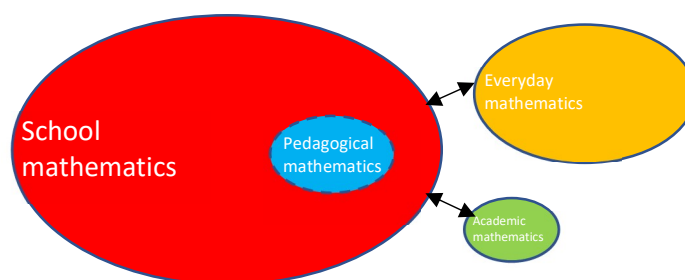 School
mathematics
Pedagogical
mathematics
Everyday
mathematics
Academic
mathematics